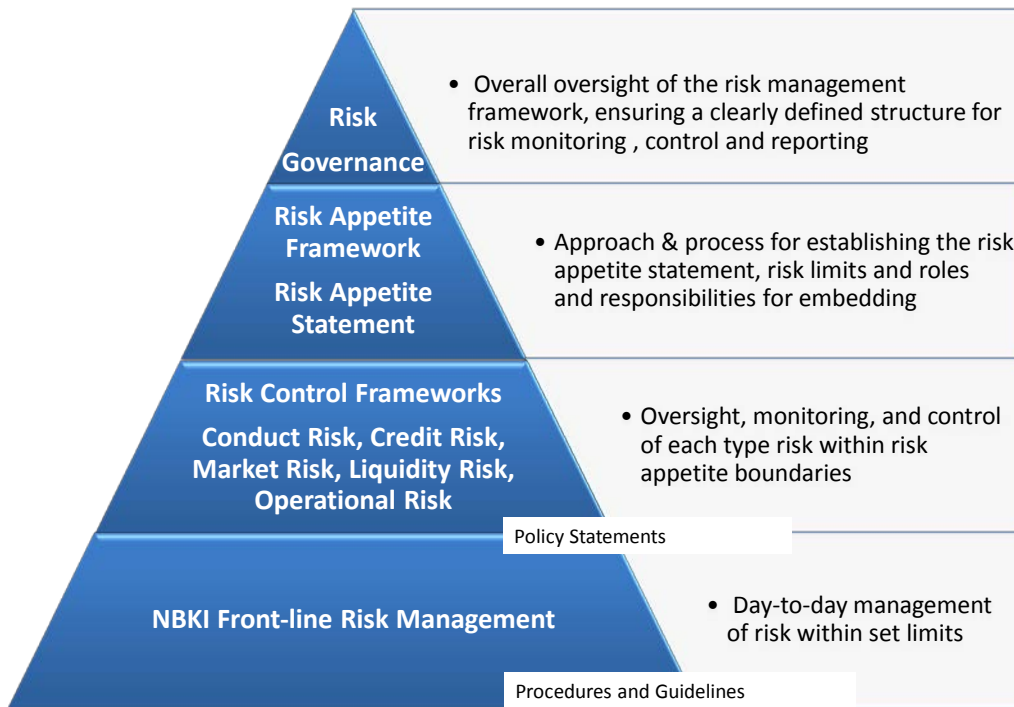 Risk
Governance
• Overall oversight of the risk management
framework, ensuring a clearly defined structure for
risk monitoring , control and reporting
Risk Appetite
Framework
Risk Appetite
Statement
• Approach & process for establishing the risk
appetite statement, risk limits and roles
and responsibilities for embedding
Risk Control Frameworks
Conduct Risk, Credit Risk,
Market Risk, Liquidity Risk,
Operational Risk
• Oversight, monitoring, and control
of each type risk within risk
appetite boundaries
Policy Statements
NBKI Front-line Risk Management
• Day-to-day management
of risk within set limits
Procedures and Guidelines